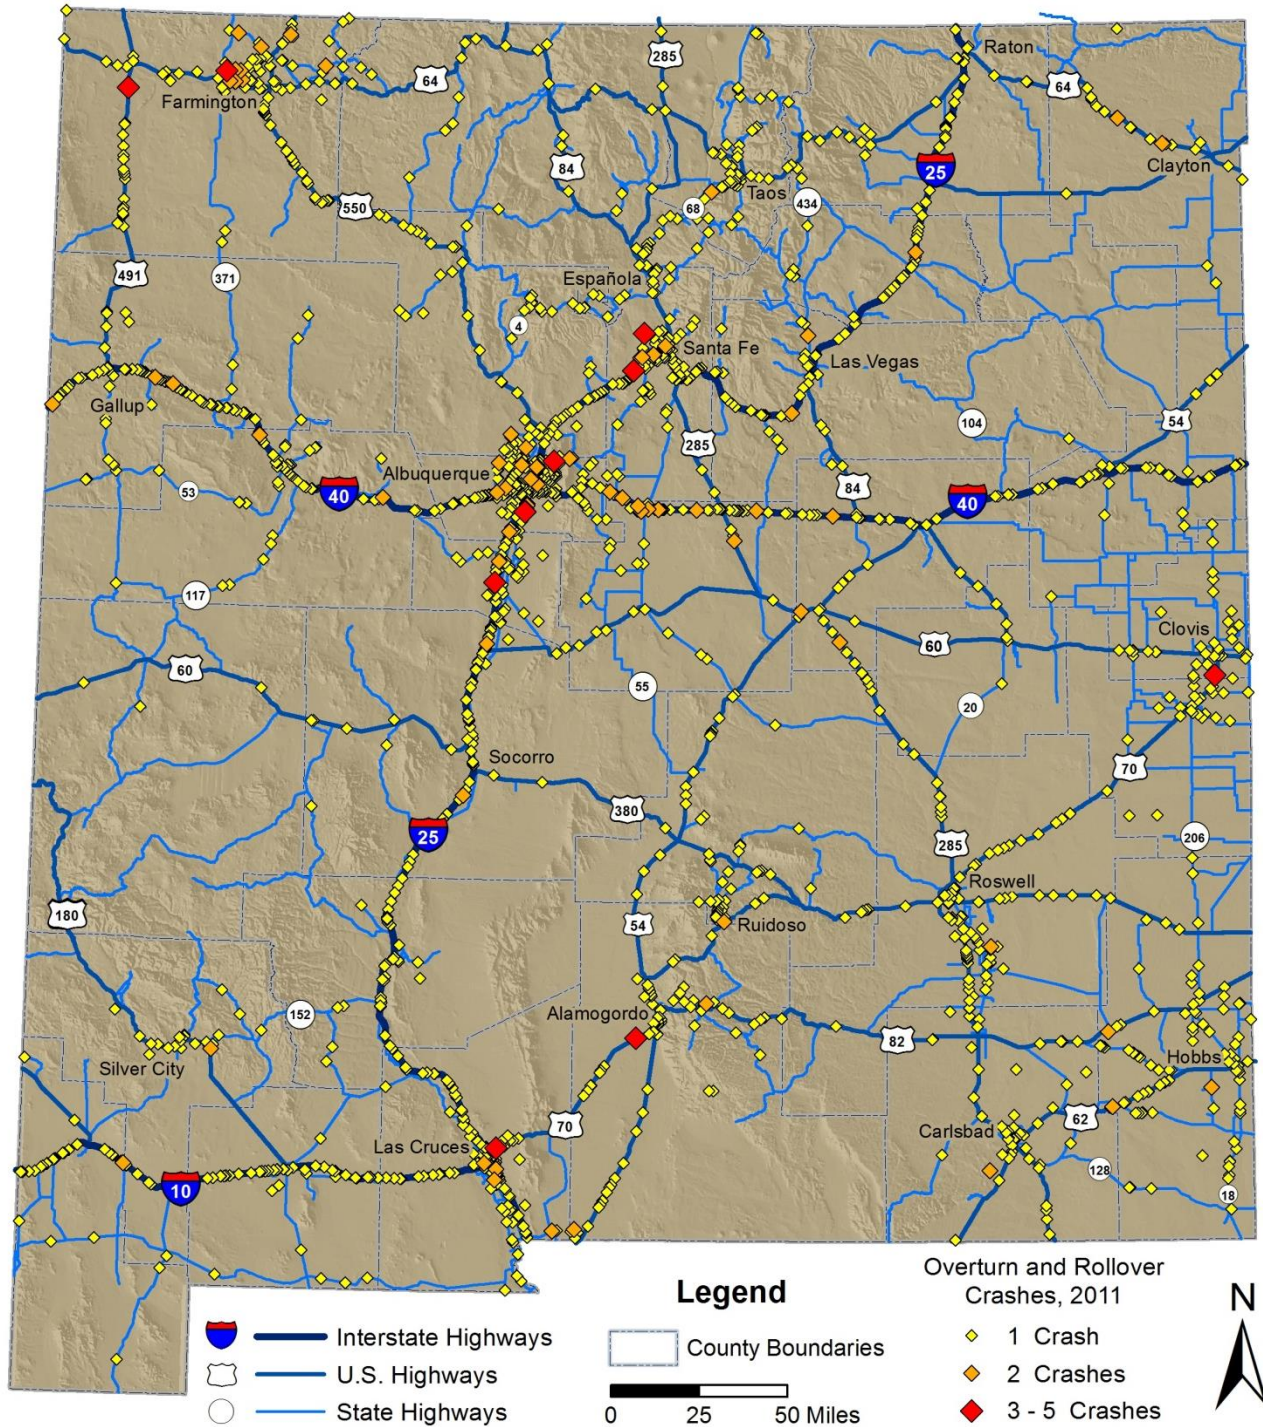 Raton
285
64
64
Farmington
25
Clayton
84
Taos
550
68
434
491
371
Española
4
Santa Fe
Las Vegas
Gallup
104
54
285
Albuquerque
84
53
40
40
117
Clovis
60
60
55
20
Socorro
70
380
25
206
285
Roswell
180
54
Ruidoso
152
Alamogordo
82
Hobbs
Silver City
70
62
Las Cruces
Carlsbad
128
10
18
Legend
Interstate Highways
U.S. Highways
State Highways
County Boundaries
0 25 50 Miles
Overturn and Rollover
Crashes, 2011
1 Crash
2 Crashes
3 - 5 Crashes
N